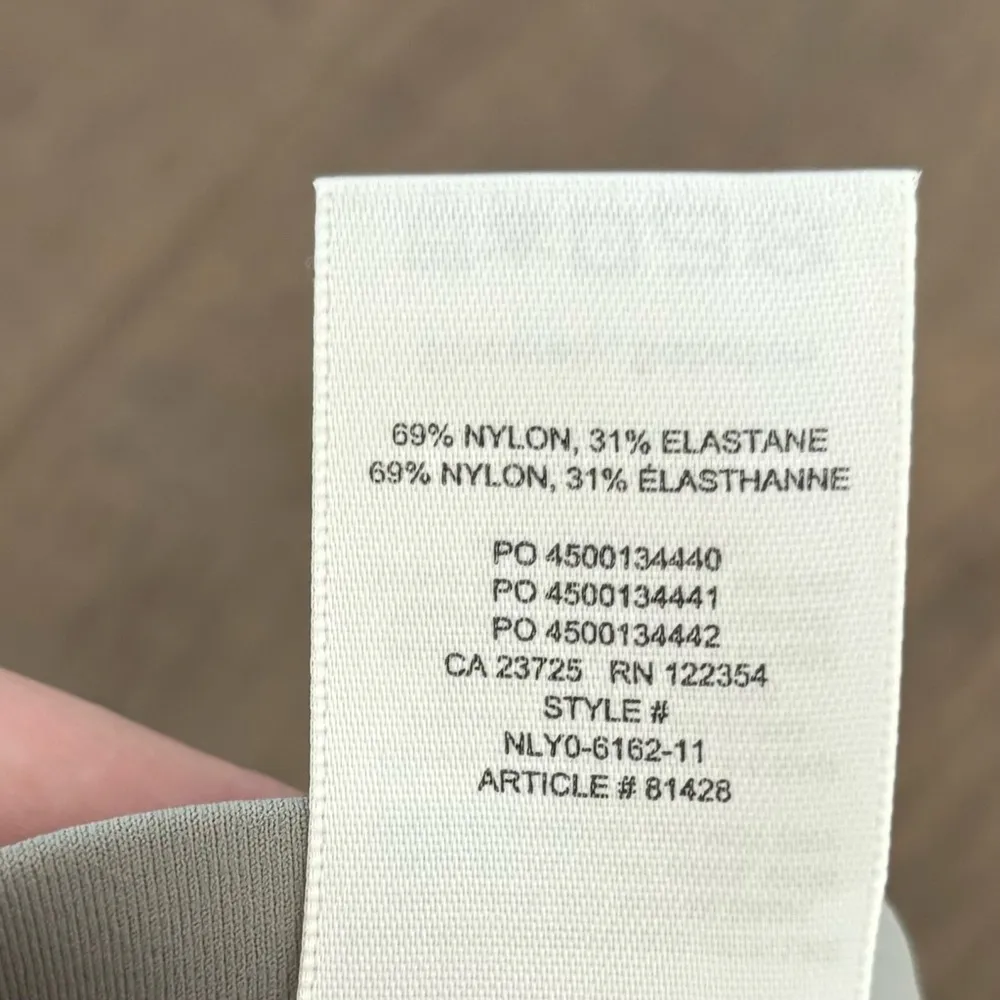 69% NYLON, 31% ELASTANE
69% NYLON, 31% ÉLASTHANNE
PO 4500134440
PO 4500134441
PO 4500134442
CA 23725 RN 122354
STYLE #
NLY0-6162-11
ARTICLE # 81428